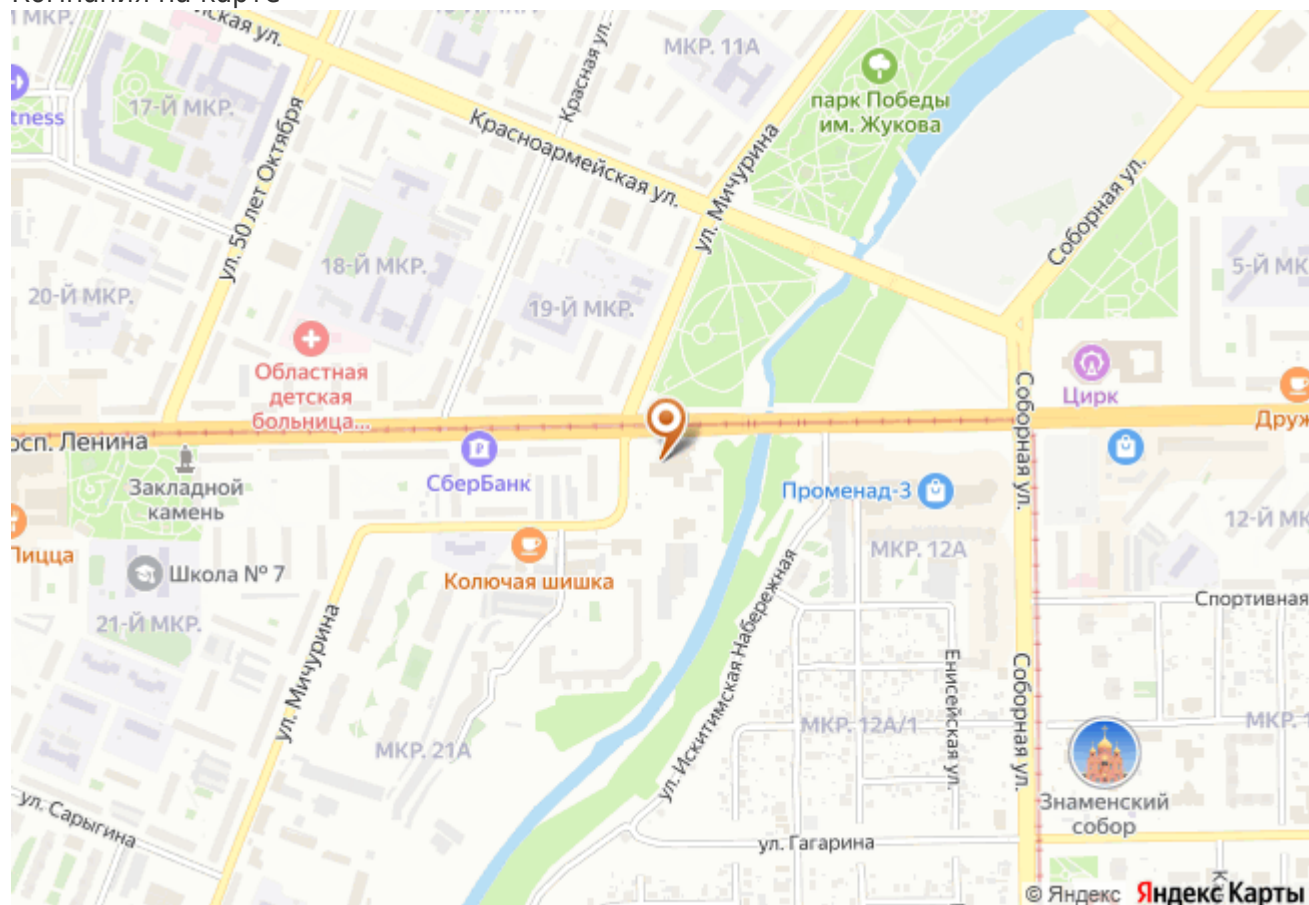 Компания на карте
МКР.
МКР. 11А
17-Й МКР.
tness
ул. 50 лет Октября
Красная ул.
Красноармейская ул.
ул. Мичурина
парк Победы
им. Жукова
Соборная ул.
18-Й МКР.
20-Й МКР.
19-Й МКР.
5-Й МК
Областная
детская
больница...
Цирк
Друж
просп. Ленина
СберБанк
Закладной
камень
Променад-3
Соборная ул.
12-Й МК
Пицца
Школа № 7
Колючая шишка
МКР. 12А
Спортивная
21-Й МКР.
ул. Мичурина
ул. Искитимская Набережная
Енисейская ул.
Соборная ул.
МКР. 21А
МКР. 12А/1
МКР. 1
Знаменский
собор
ул. Сарыгина
ул. Гагарина
© Яндекс Яндекс Карты